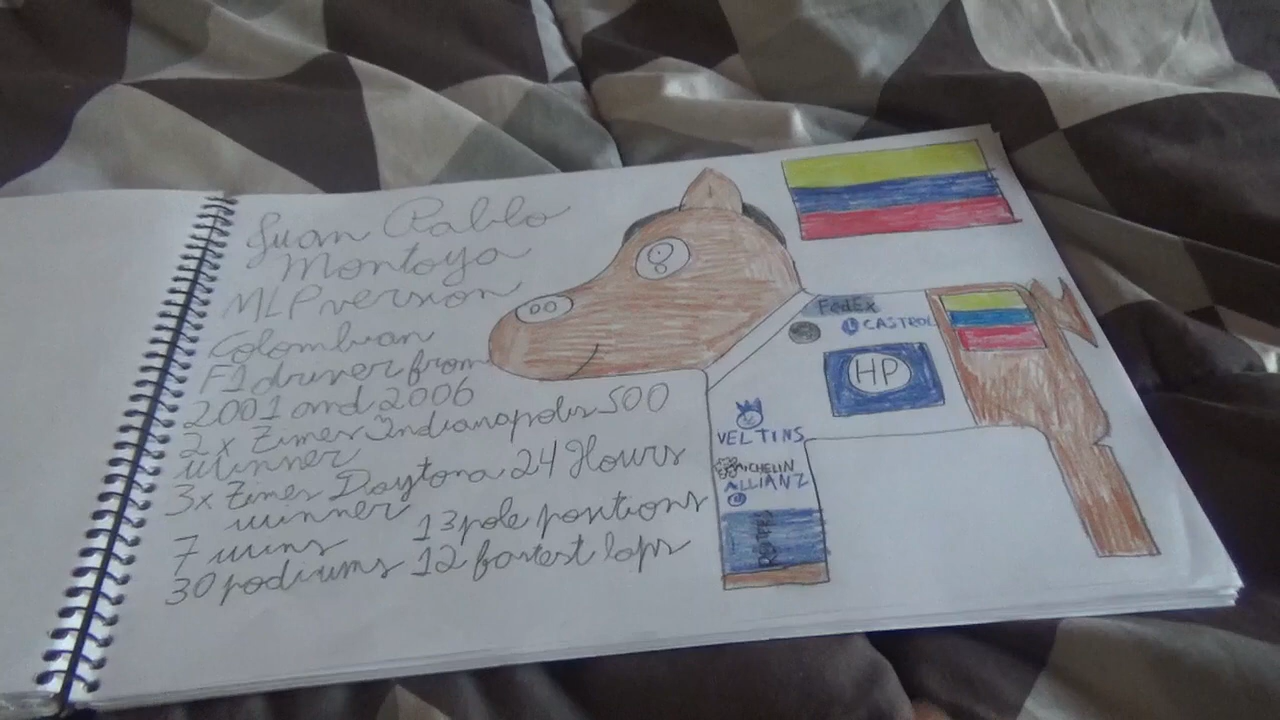 Juan Pablo
Montoya
MLP version
Colombian
F1 driver from
2001 and 2006
2x Times Indianapolis 500
winner
3x Times Daytona 24 Hours
winner
7 wins 13 pole positions
30 podiums 12 fastest laps
FedEx
CASTROL
HP
VELTINS
MICHELIN
ALLIANZ